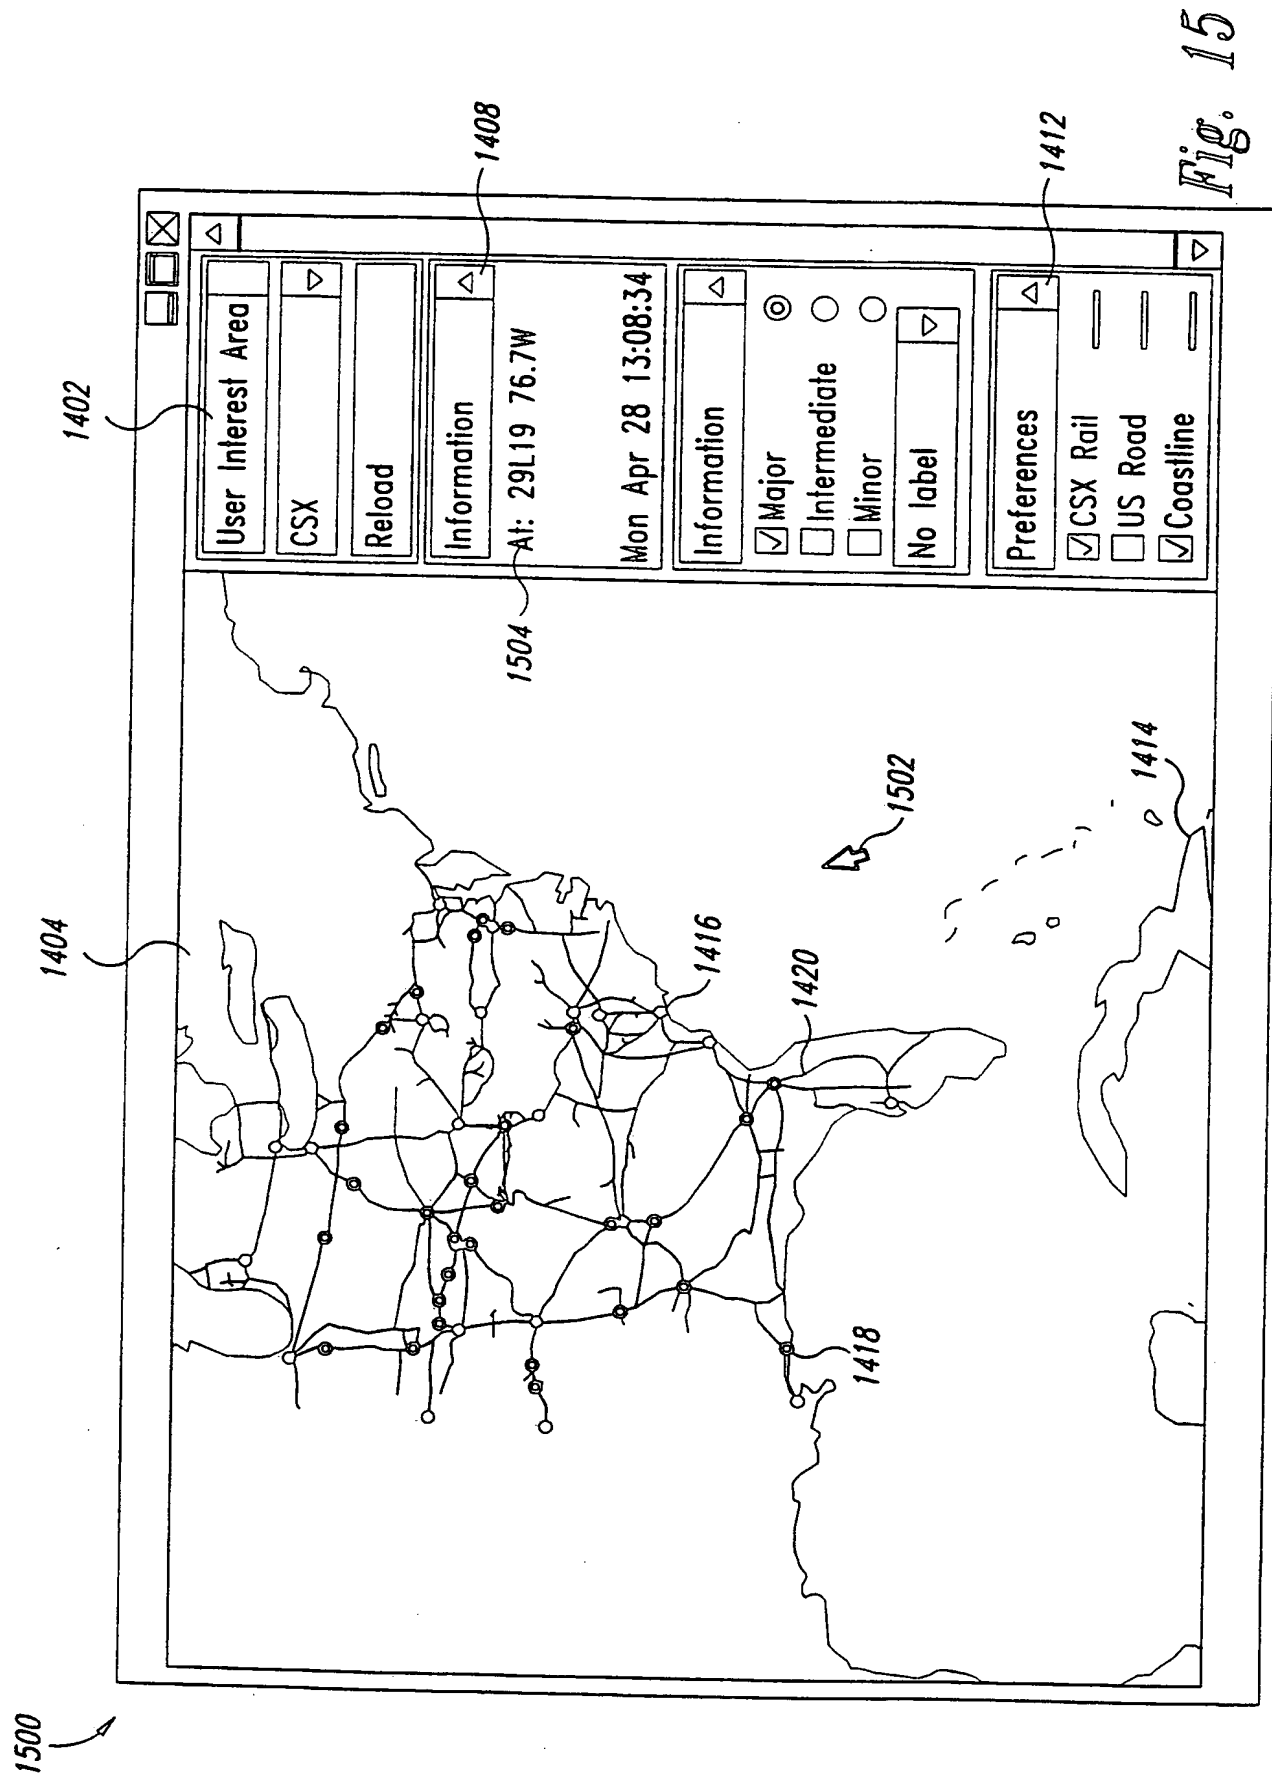 1500
1404
1402
User Interest Area
CSX
Reload
Information
1408
1504
At: 29L19 76.7W
Mon Apr 28 13:08:34
Information
Major
Intermediate
Minor
No label
Preferences
1412
CSX Rail
US Road
Coastline
1502
1416
1420
1418
1414
Fig. 15